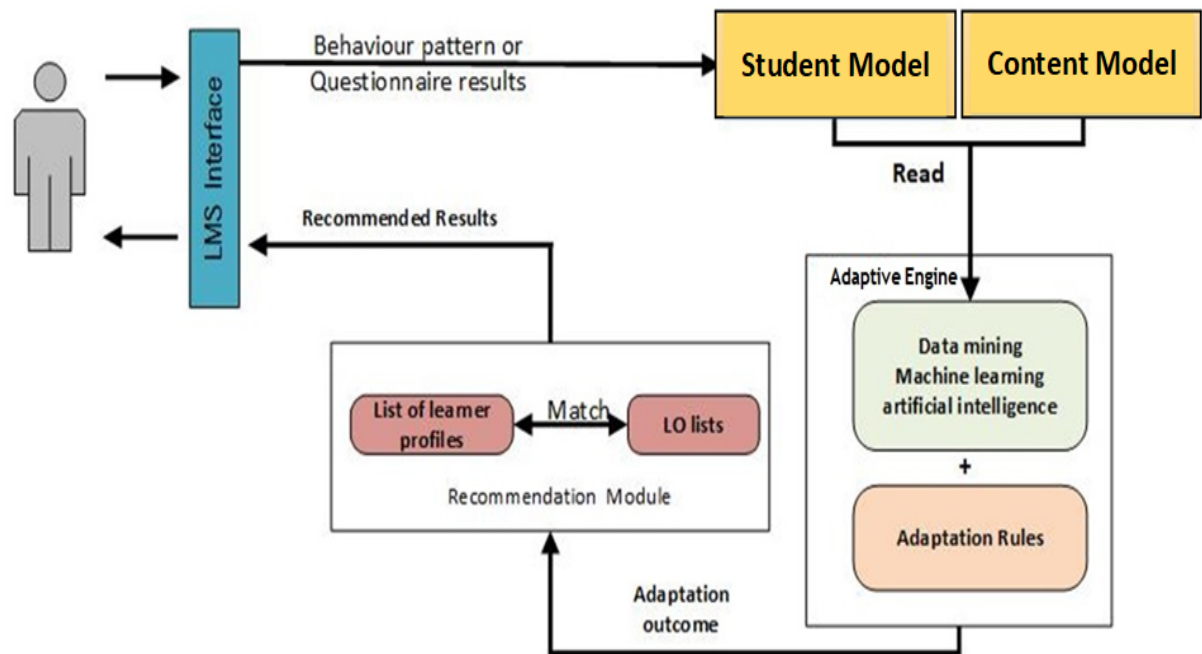 Behaviour pattern or
Questionnaire results
LMS Interface
Student Model
Content Model
Read
Recommended Results
Adaptive Engine
Data mining
Machine learning
artificial intelligence
+
Adaptation Rules
List of learner
profiles
Match
LO lists
Recommendation Module
Adaptation
outcome